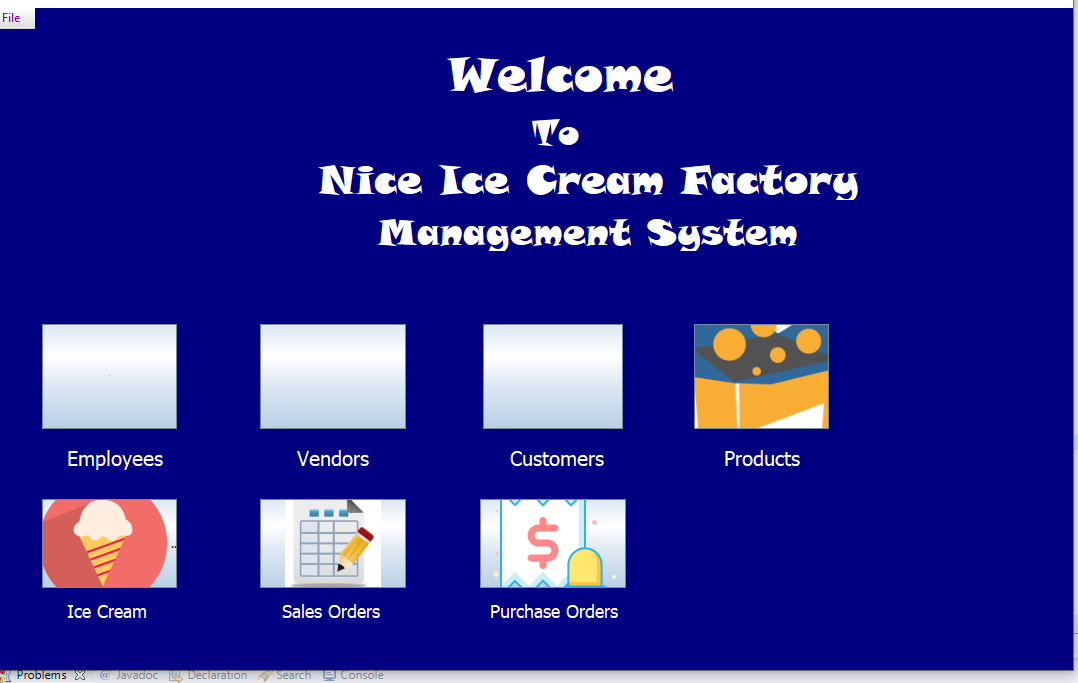 File
Welcome
To
Nice Ice Cream Factory
Management System
Employees Vendors Customers Products
..
Ice Cream Sales Orders Purchase Orders
Problems @ Javadoc Declaration Search Console